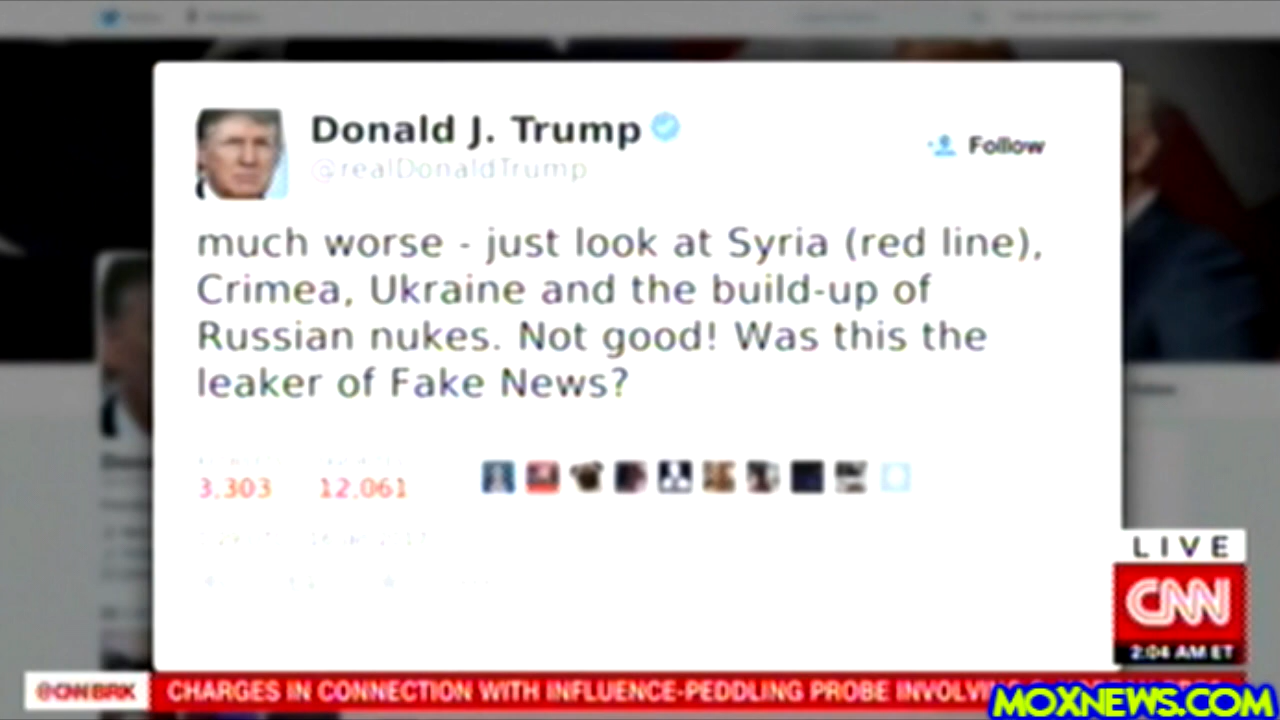 Donald J. Trump
@realDonaldTrump
Follow
much worse - just look at Syria (red line),
Crimea, Ukraine and the build-up of
Russian nukes. Not good! Was this the
leaker of Fake News?
3,303 12,061
LIVE
CNN
2:04 AM ET
@CNNBRK
CHARGES IN CONNECTION WITH INFLUENCE-PEDDLING PROBE
MOXNEWS.COM